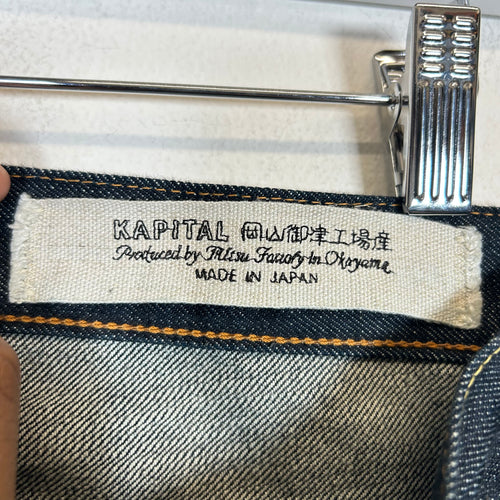 KAPITAL 岡山御津工場産
Produced by Mitsu Factory in Okayama
MADE IN JAPAN